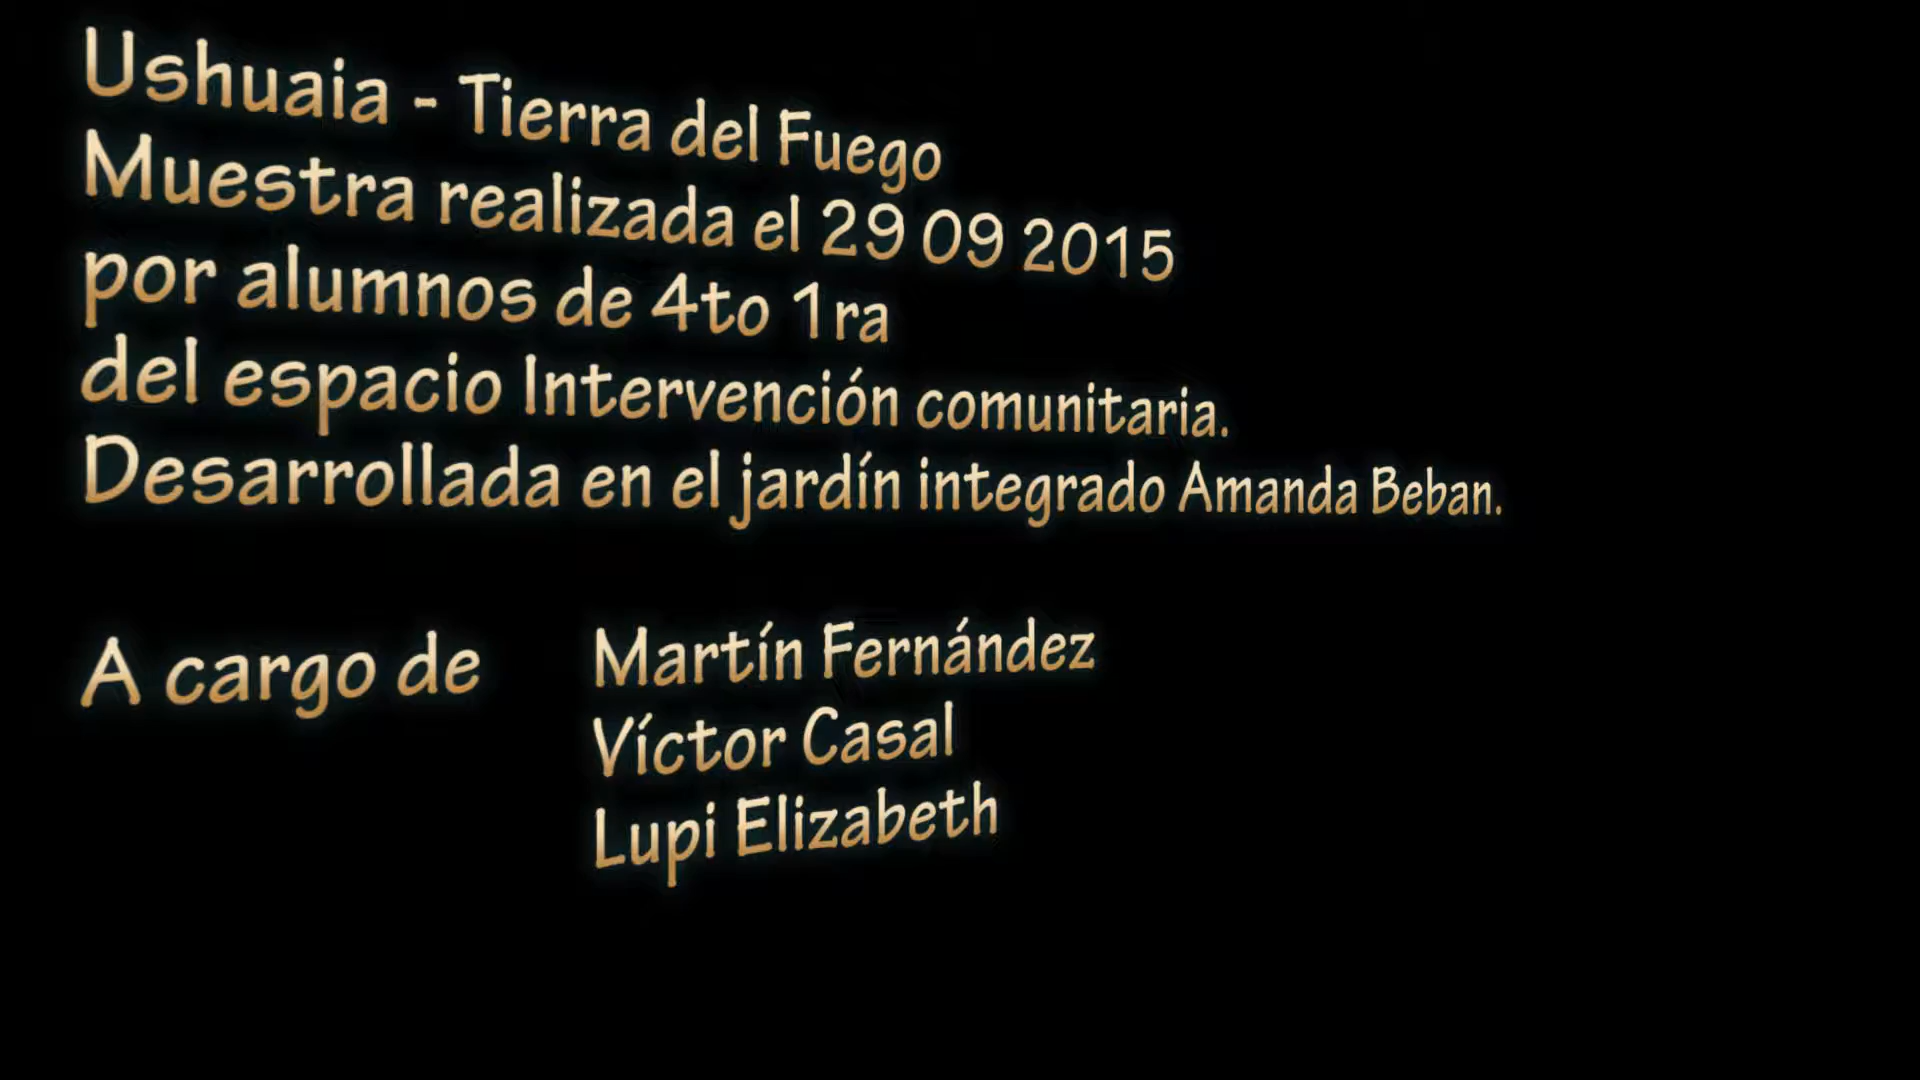 Ushuaia - Tierra del Fuego
Muestra realizada el 29 09 2015
por alumnos de 4to 1ra
del espacio Intervención comunitaria.
Desarrollada en el jardín integrado Amanda Beban.
A cargo de Martín Fernández
Víctor Casal
Lupi Elizabeth